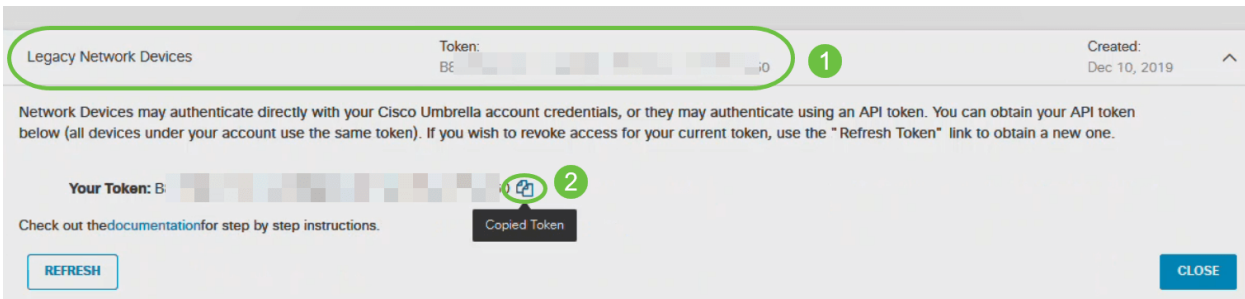 Legacy Network Devices
Token:
Created:
Dec 10, 2019
1
Network Devices may authenticate directly with your Cisco Umbrella account credentials, or they may authenticate using an API token. You can obtain your API token
below (all devices under your account use the same token). If you wish to revoke access for your current token, use the "Refresh Token" link to obtain a new one.
Your Token:
2
Copied Token
Check out thedocumentationfor step by step instructions.
REFRESH
CLOSE